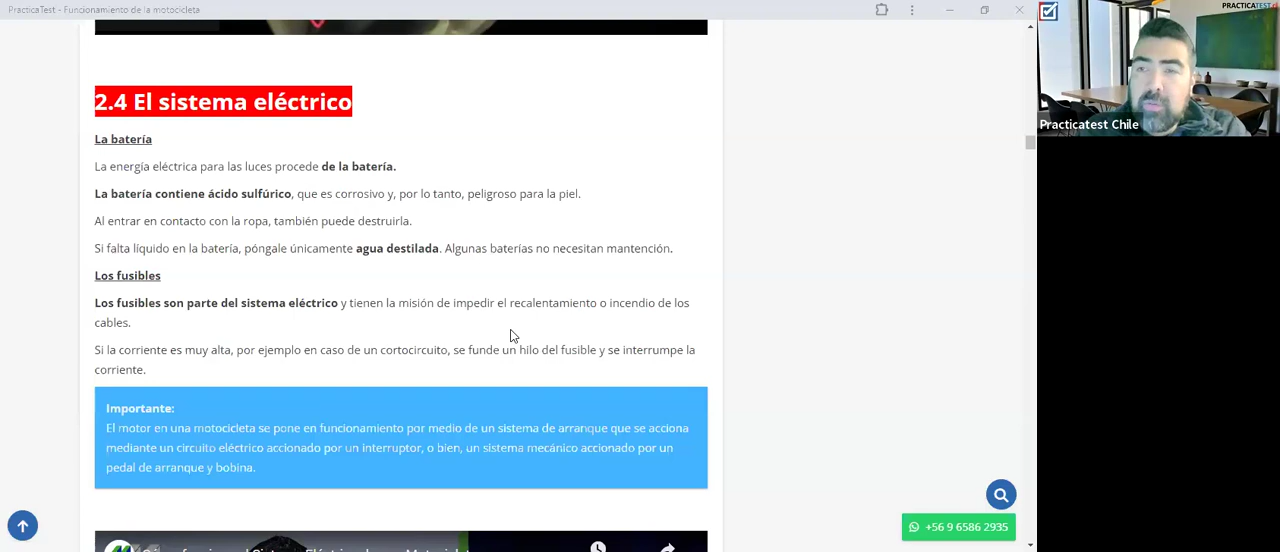 PracticaTest - Funcionamiento de la motocicleta
PRACTICATEST
Practicatest Chile
2.4 El sistema eléctrico
La batería
La energía eléctrica para las luces procede de la batería.
La batería contiene ácido sulfúrico, que es corrosivo y, por lo tanto, peligroso para la piel.
Al entrar en contacto con la ropa, también puede destruirla.
Si falta líquido en la batería, póngale únicamente agua destilada. Algunas baterías no necesitan mantención.
Los fusibles
Los fusibles son parte del sistema eléctrico y tienen la misión de impedir el recalentamiento o incendio de los
cables.
Si la corriente es muy alta, por ejemplo en caso de un cortocircuito, se funde un hilo del fusible y se interrumpe la
corriente.
Importante:
El motor en una motocicleta se pone en funcionamiento por medio de un sistema de arranque que se acciona
mediante un circuito eléctrico accionado por un interruptor, o bien, un sistema mecánico accionado por un
pedal de arranque y bobina.
+56 9 6586 2935